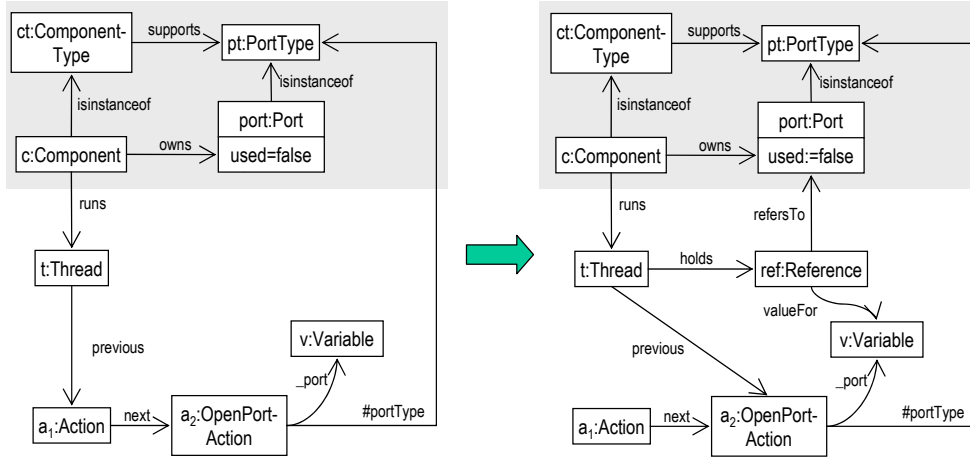 ct:Component-
Type
supports
pt:PortType
isinstanceof
isinstanceof
port:Port
used=false
c:Component
owns
runs
t:Thread
previous
v:Variable
_port
a1:Action
next
a2:OpenPort-
Action
#portType
ct:Component-
Type
supports
pt:PortType
isinstanceof
isinstanceof
port:Port
used:=false
c:Component
owns
runs
refersTo
t:Thread
holds
ref:Reference
valueFor
previous
v:Variable
_port
a1:Action
next
a2:OpenPort-
Action
#portType